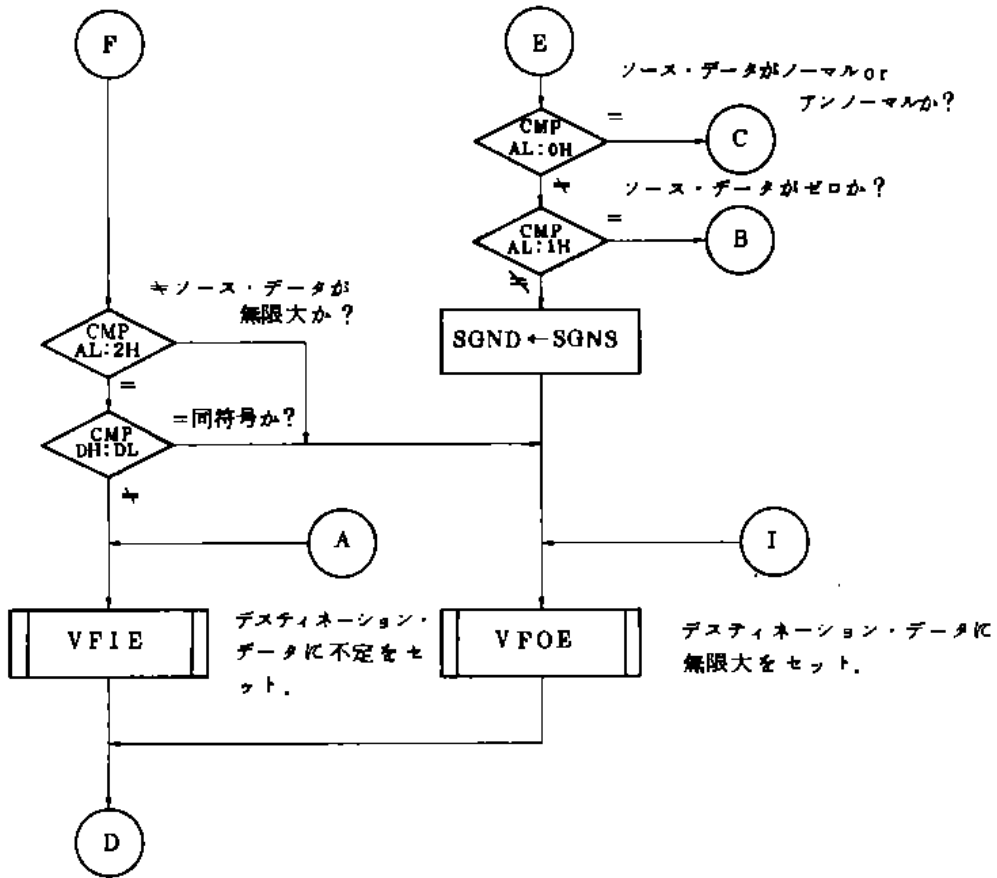 F
E
ソース・データがノーマルor
アンノーマルか?
CMP
AL:0H
=
C
≠
ソース・データがゼロか?
CMP
AL:1H
=
B
≠
≠ソース・データが
無限大か?
SGND←SGNS
CMP
AL:2H
=
=同符号か?
CMP
DH:DL
≠
A
I
VFIE
デスティネーション・
データに不定をセ
ット.
VFOE
デスティネーション・データに
無限大をセット.
D